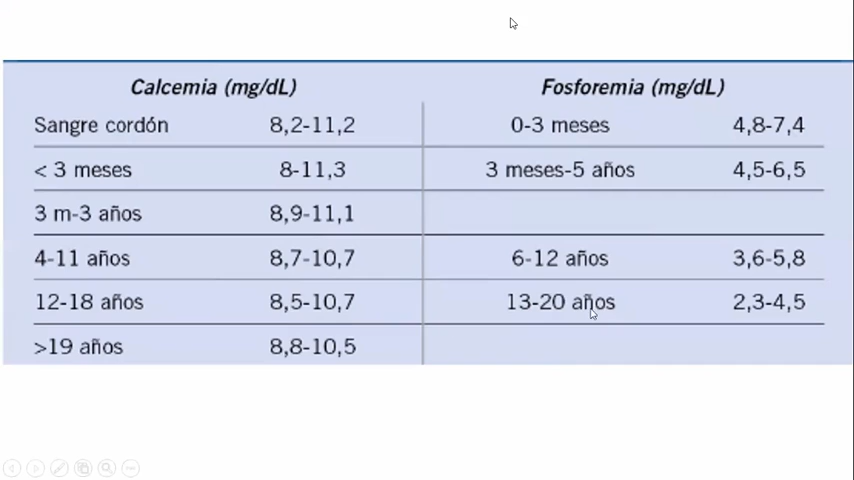 Calcemia (mg/dL) Fosforemia (mg/dL)
Sangre cordón 8,2-11,2 0-3 meses 4,8-7,4
< 3 meses 8-11,3 3 meses-5 años 4,5-6,5
3 m-3 años 8,9-11,1
4-11 años 8,7-10,7 6-12 años 3,6-5,8
12-18 años 8,5-10,7 13-20 años 2,3-4,5
>19 años 8,8-10,5